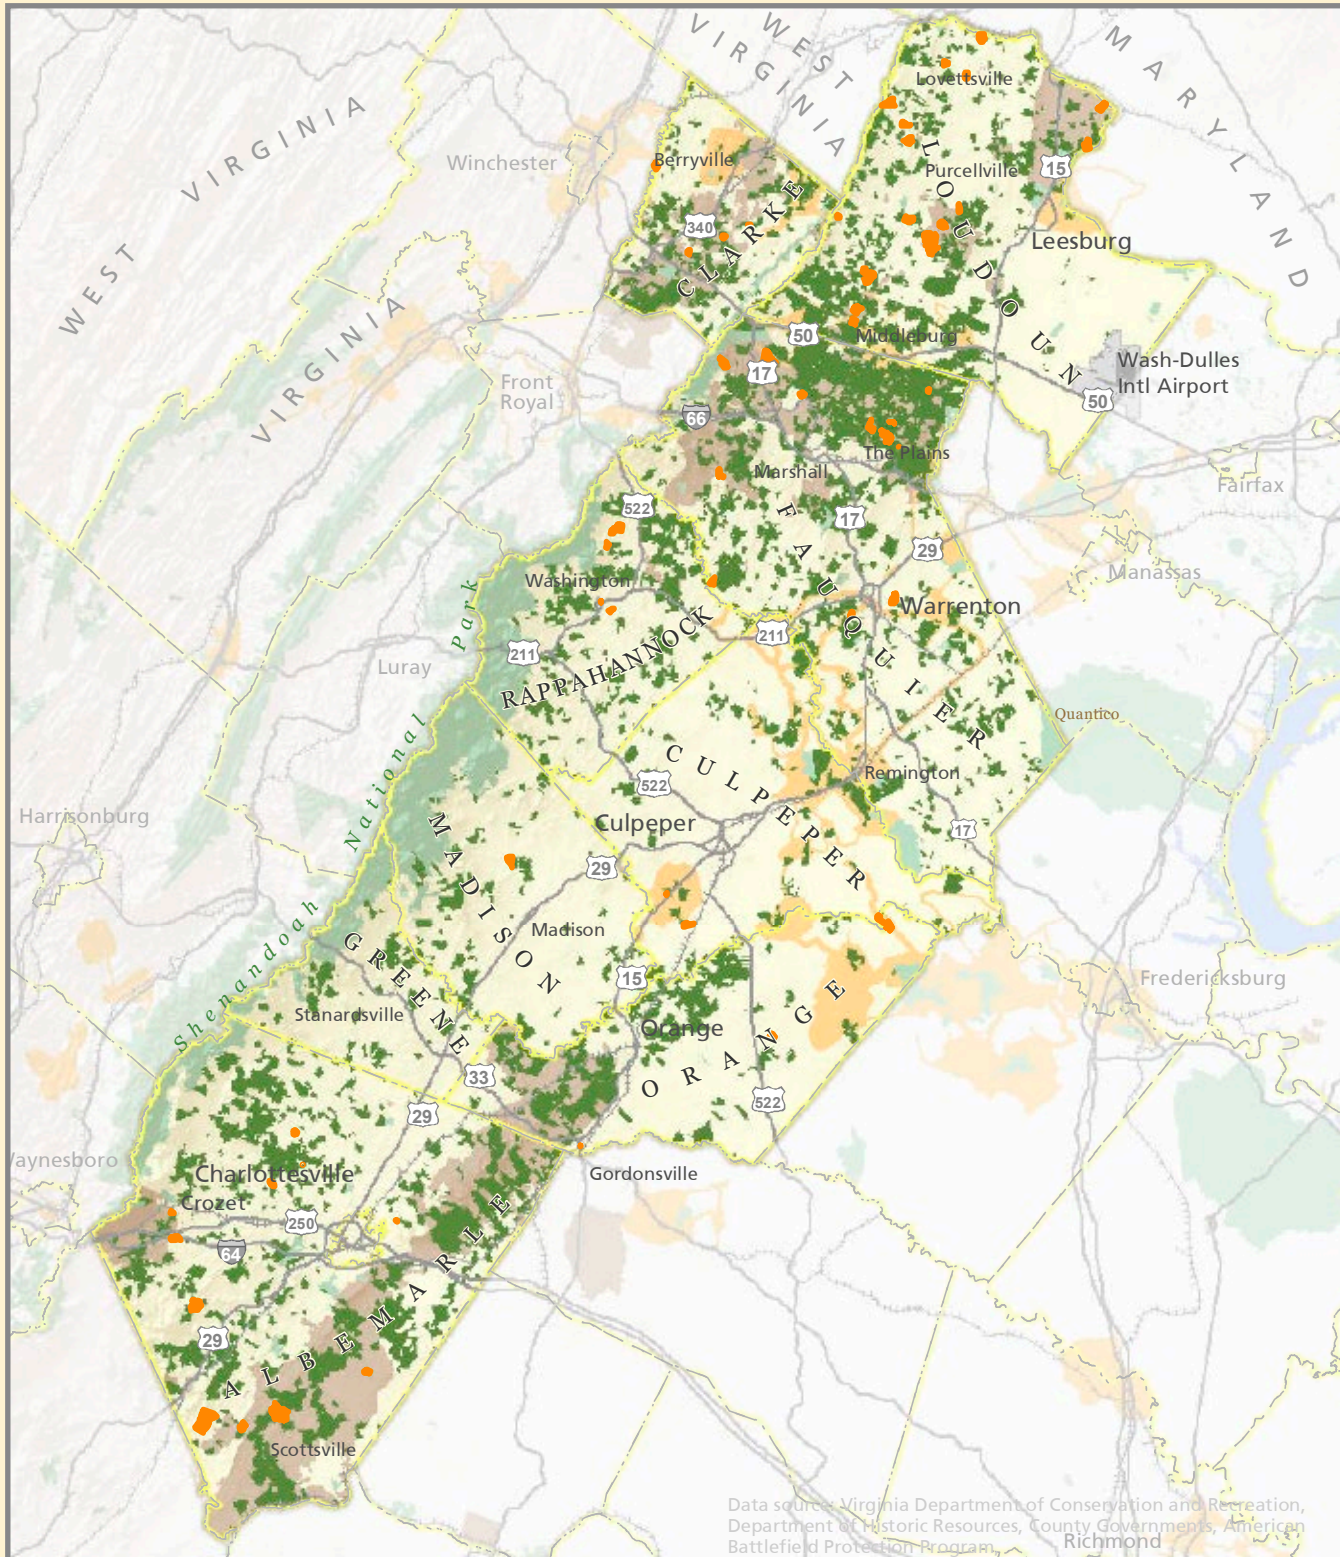 WEST
VIRGINIA
MARYLAND
Lovettsville
WEST
VIRGINIA
Winchester
Berryville
Purcellville
15
LOUDOUN
CLARKE
340
Leesburg
WEST
VIRGINIA
VIRGINIA
50
Middleburg
Wash-Dulles
Intl Airport
50
17
Front
Royal
66
The Plains
Marshall
Fairfax
522
17
29
FAUQUIER
Manassas
Washington
Warrenton
211
211
RAPPAHANNOCK
Luray
Quantico
Shenandoah National Park
CULPEPER
522
Remington
Harrisonburg
Culpeper
17
MADISON
29
Madison
GREENE
15
Fredericksburg
Stanardsville
Orange
ORANGE
33
29
522
Waynesboro
Charlottesville
Gordonsville
Crozet
250
64
ALBEMARLE
29
Scottsville
Data source: Virginia Department of Conservation and Recreation,
Department of Historic Resources, County Governments, American
Battlefield Protection Program
Richmond